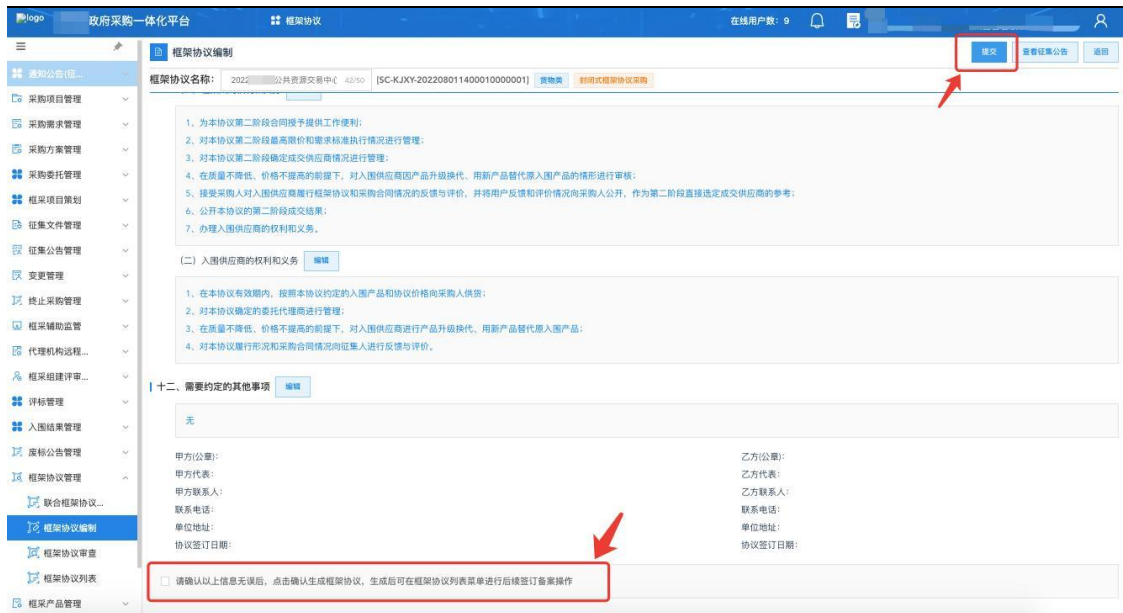 logo 政府采购一体化平台 框架协议 在线用户数：9
框架协议编制 提交 查看征集公告 返回
框架协议名称： 2022 公共资源交易中心 42/50 [SC-KJXY-202208011400010000001] 货物类 封闭式框架协议采购
通知公告(征...
采购项目管理
采购需求管理
采购方案管理
采购委托管理
框采项目策划
征集文件管理
征集公告管理
变更管理
终止采购管理
框采辅助监管
代理机构远程...
框采组建评审...
评标管理
入围结果管理
废标公告管理
框架协议管理
联合框架协议...
框架协议编制
框架协议审查
框架协议列表
框采产品管理
1、为本协议第二阶段合同授予提供工作便利；
2、对本协议第二阶段最高限价和需求标准执行情况进行管理；
3、对本协议第二阶段确定成交供应商情况进行管理；
4、在质量不降低、价格不提高的前提下，对入围供应商因产品升级换代、用新产品替代原入围产品的情形进行审核；
5、接受采购人对入围供应商履行框架协议和采购合同情况的反馈与评价，并将用户反馈和评价情况向采购人公开，作为第二阶段直接选定成交供应商的参考；
6、公开本协议的第二阶段成交结果；
7、办理入围供应商的权利和义务。
（二）入围供应商的权利和义务 编辑
1、在本协议有效期内，按照本协议约定的入围产品和协议价格向采购人供货；
2、对本协议确定的委托代理商进行管理；
3、在质量不降低、价格不提高的前提下，对入围供应商进行产品升级换代、用新产品替代原入围产品；
4、对本协议履行形况和采购合同情况向征集人进行反馈与评价。
十二、需要约定的其他事项 编辑
无
甲方(公章)： 乙方(公章)：
甲方代表： 乙方代表：
甲方联系人： 乙方联系人：
联系电话： 联系电话：
单位地址： 单位地址：
协议签订日期： 协议签订日期：
请确认以上信息无误后，点击确认生成框架协议，生成后可在框架协议列表菜单进行后续签订备案操作